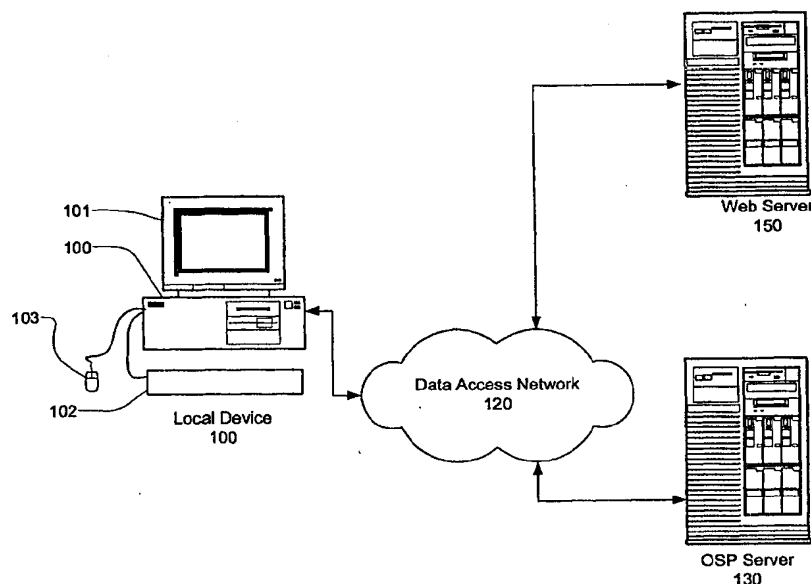 Web Server
150
101
100
103
102
Local Device
100
Data Access Network
120
OSP Server
130